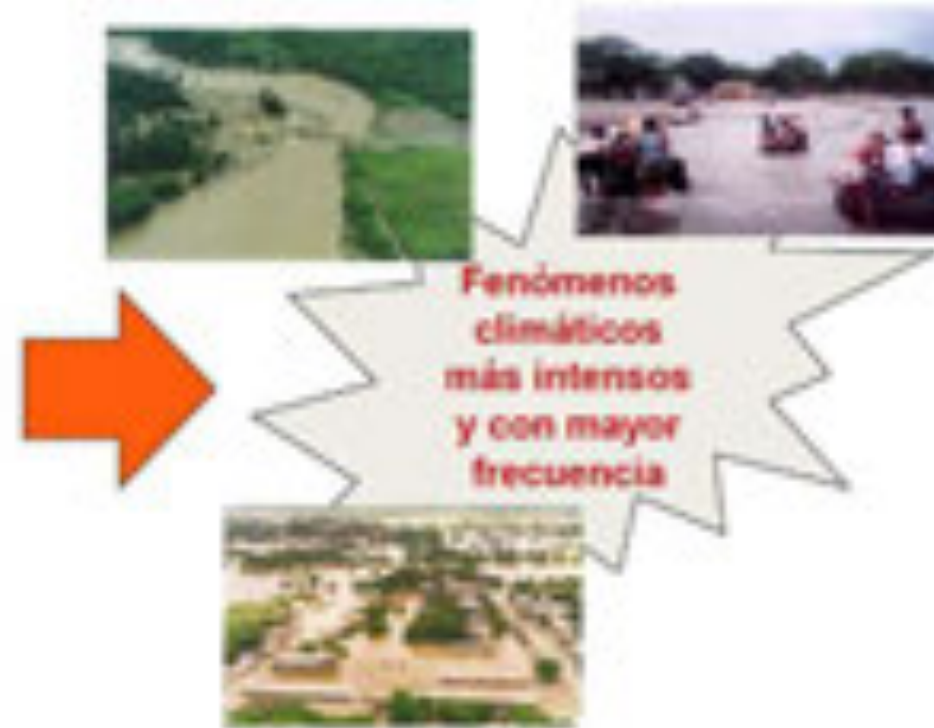 Fenómenos
climáticos
más intensos
y con mayor
frecuencia